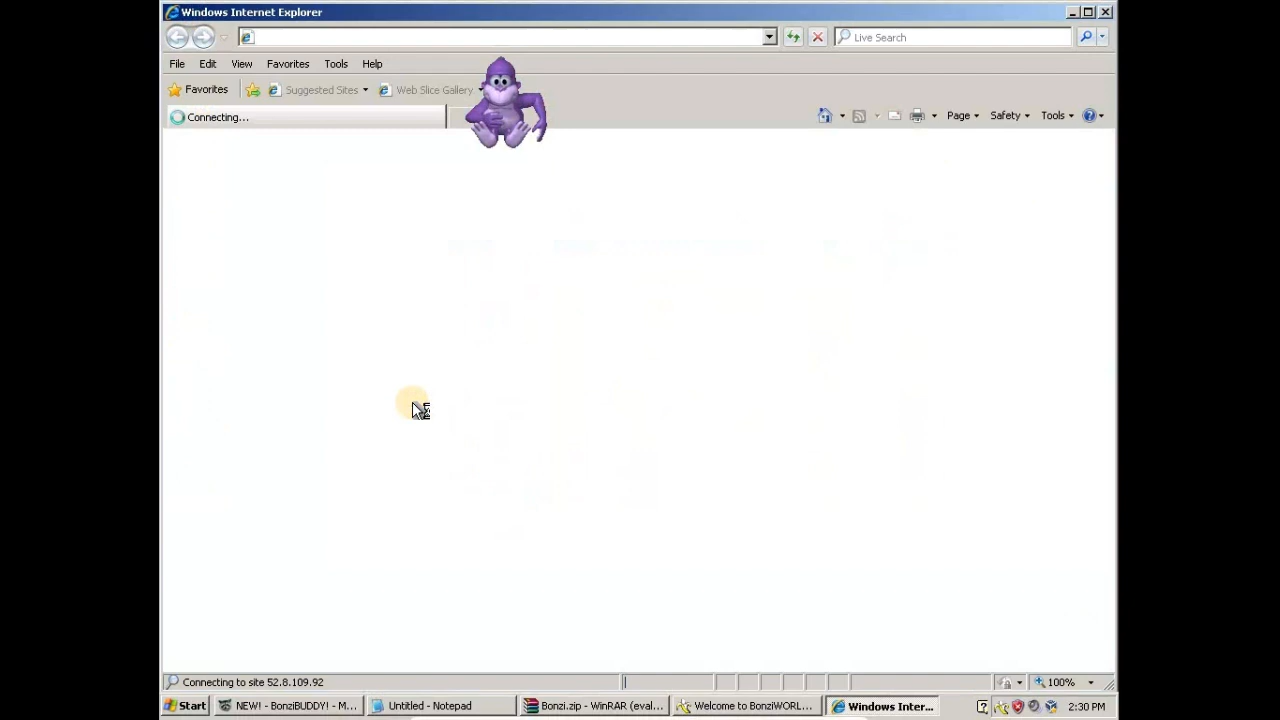 Windows Internet Explorer
Live Search
File Edit View Favorites Tools Help
Favorites Suggested Sites Web Slice Gallery
Connecting... Page Safety Tools
Connecting to site 52.8.109.92 100%
Start NEW! - BonziBUDDY! - M... Untitled - Notepad Bonzi.zip - WinRAR (eval... Welcome to BonziWORL... Windows Inter... 2:30 PM